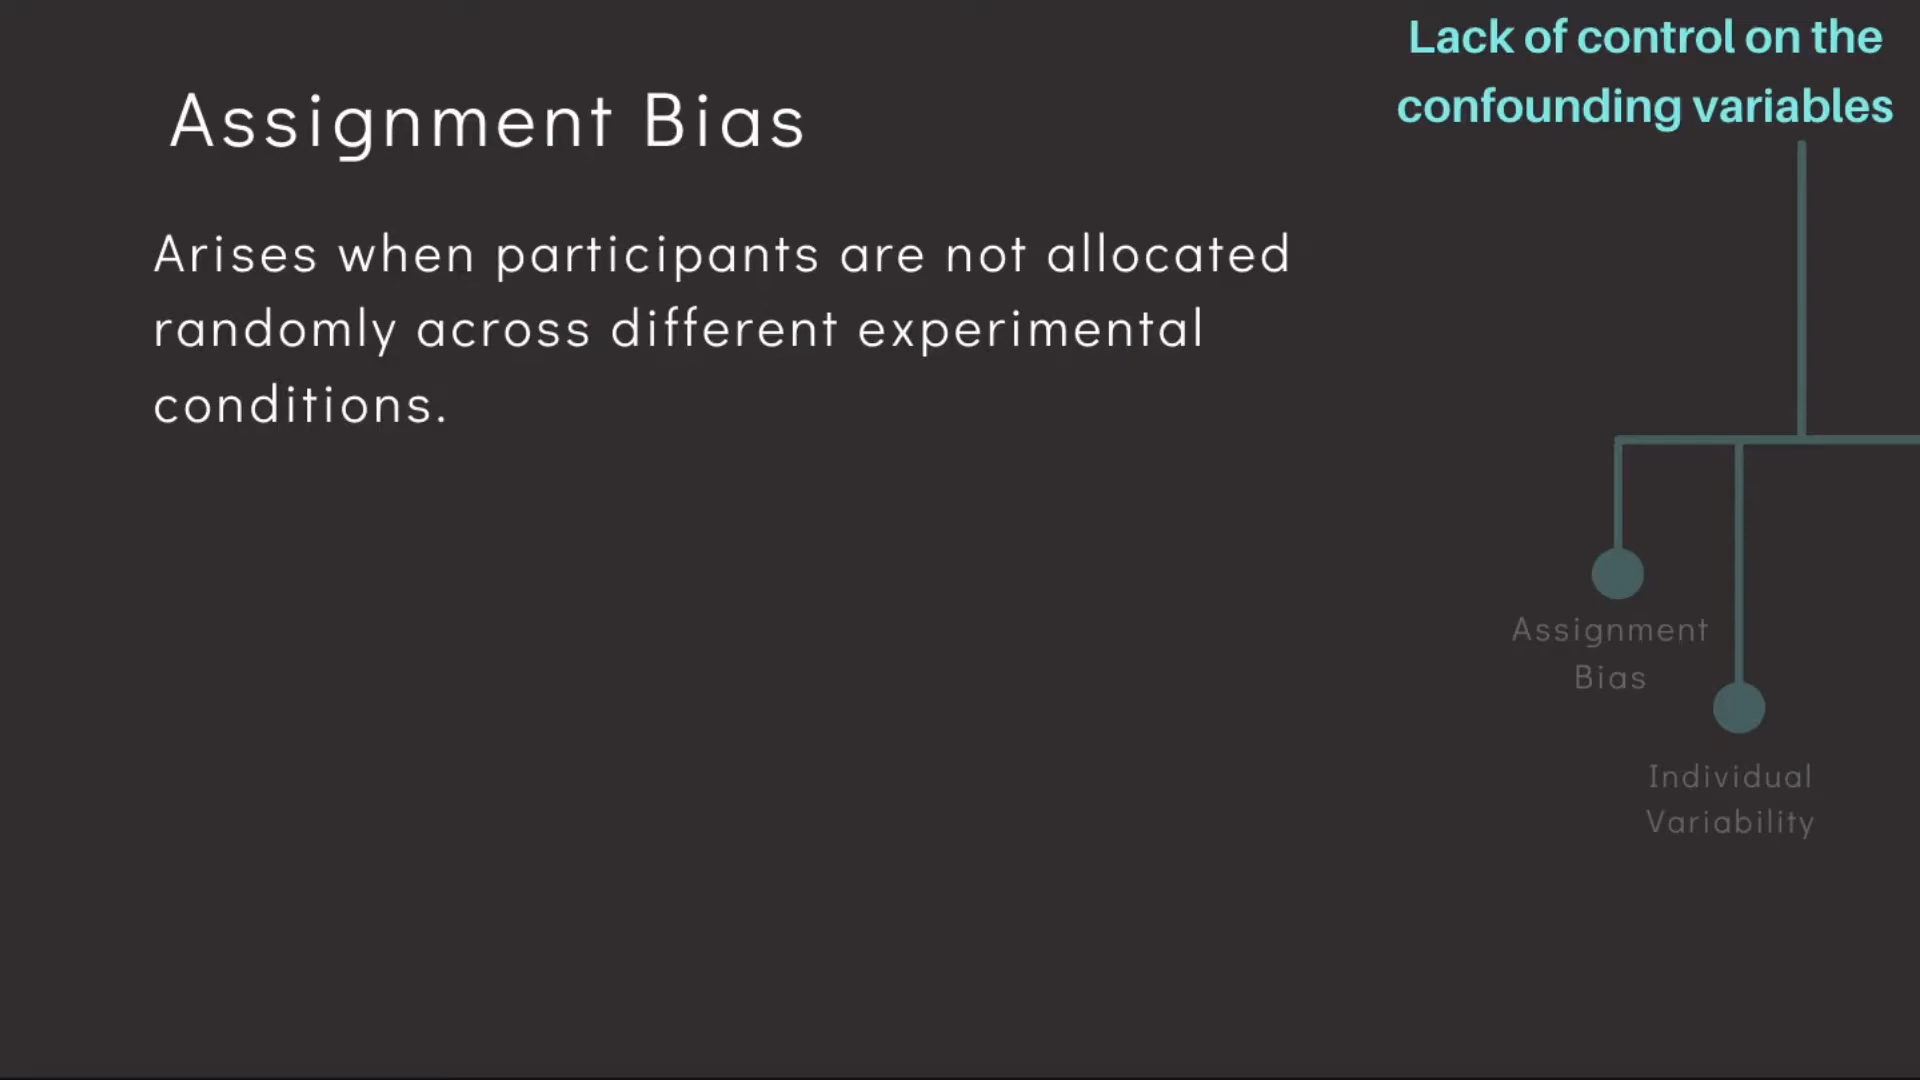 Lack of control on the
confounding variables
Assignment Bias
Arises when participants are not allocated
randomly across different experimental
conditions.
Assignment
Bias
Individual
Variability